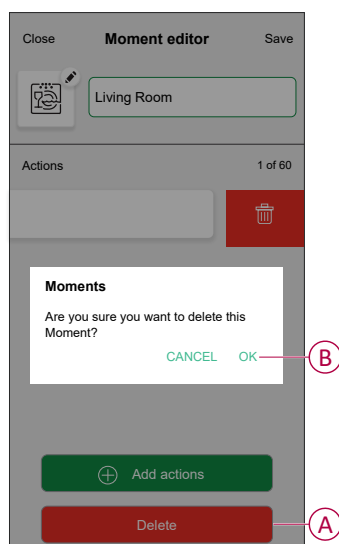 Close Moment editor Save
Living Room
Actions 1 of 60
Moments
Are you sure you want to delete this
Moment?
CANCEL OK
B
Add actions
Delete
A